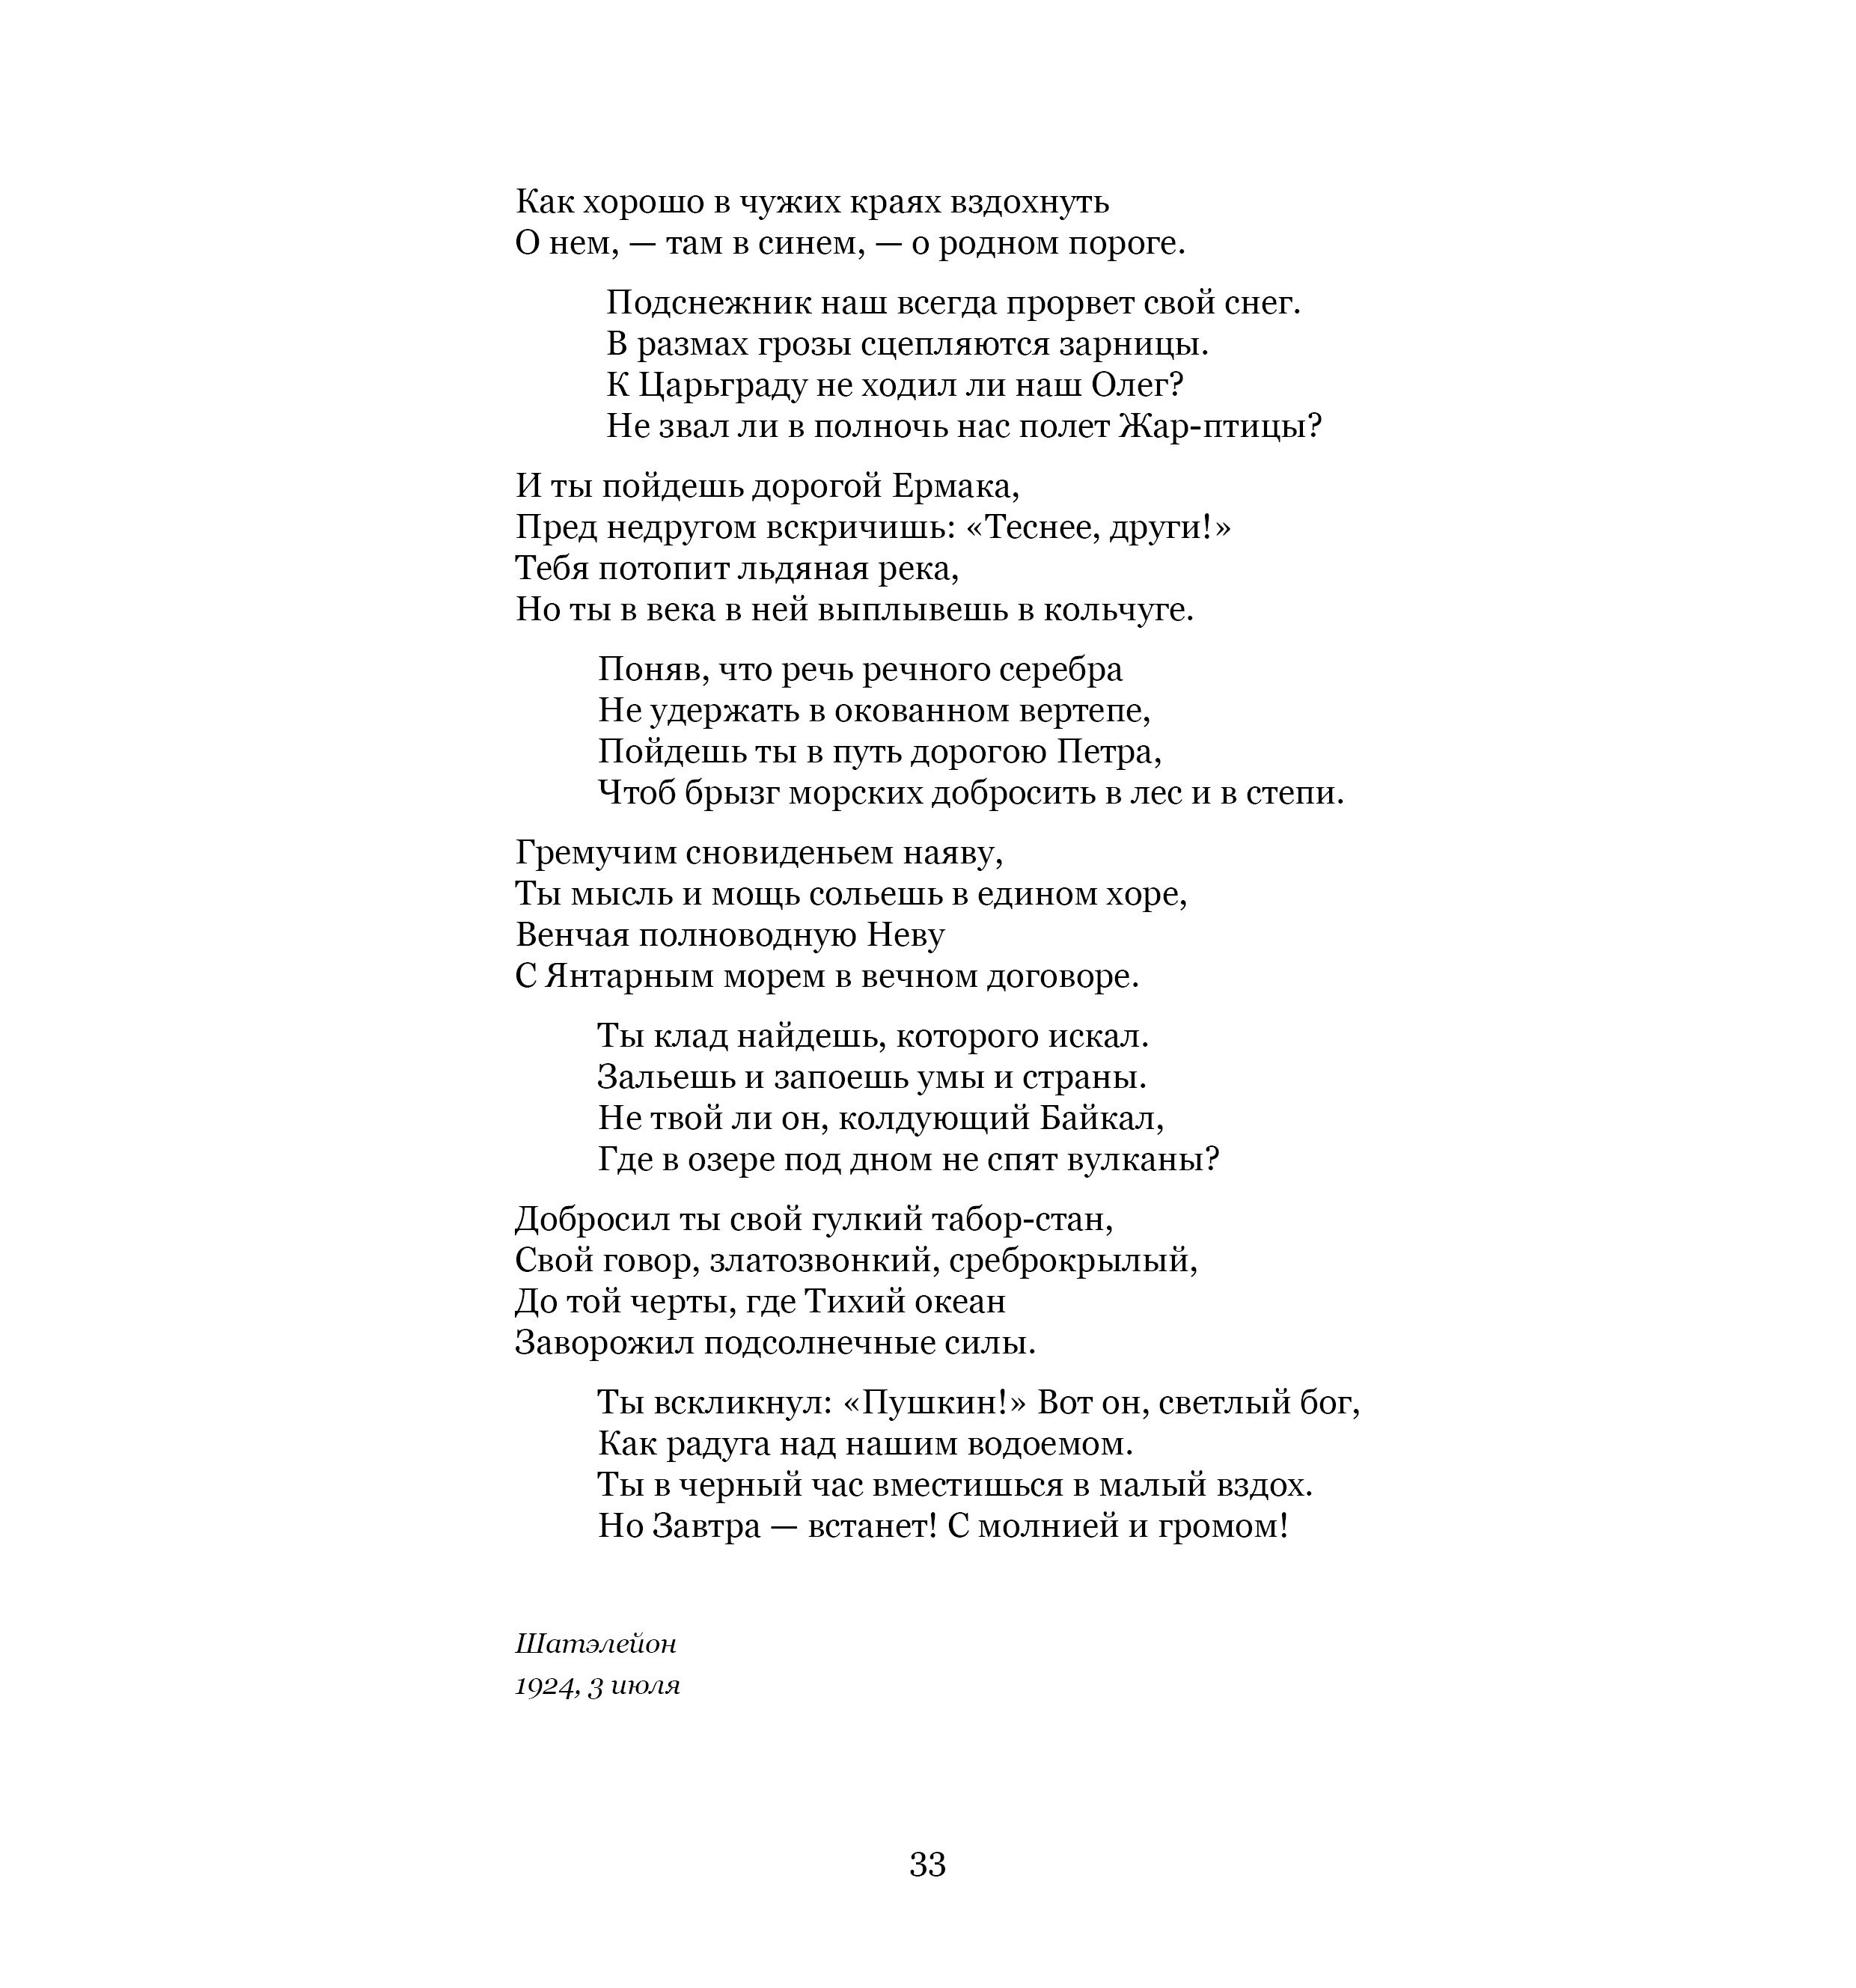 Как хорошо в чужих краях вздохнуть
О нем, — там в синем, — о родном пороге.
Подснежник наш всегда прорвет свой снег.
В размах грозы сцепляются зарницы.
К Царьграду не ходил ли наш Олег?
Не звал ли в полночь нас полет Жар-птицы?
И ты пойдешь дорогой Ермака,
Пред недругом вскричишь: «Теснее, други!»
Тебя потопит льдяная река,
Но ты в века в ней выплывешь в кольчуге.
Поняв, что речь речного серебра
Не удержать в окованном вертепе,
Пойдешь ты в путь дорогою Петра,
Чтоб брызг морских добросить в лес и в степи.
Гремучим сновиденьем наяву,
Ты мысль и мощь сольешь в едином хоре,
Венчая полноводную Неву
С Янтарным морем в вечном договоре.
Ты клад найдешь, которого искал.
Зальешь и запоешь умы и страны.
Не твой ли он, колдующий Байкал,
Где в озере под дном не спят вулканы?
Добросил ты свой гулкий табор-стан,
Свой говор, златозвонкий, среброкрылый,
До той черты, где Тихий океан
Заворожил подсолнечные силы.
Ты вскликнул: «Пушкин!» Вот он, светлый бог,
Как радуга над нашим водоемом.
Ты в черный час вместишься в малый вздох.
Но Завтра — встанет! С молнией и громом!
Шатэлейон
1924, 3 июля
33